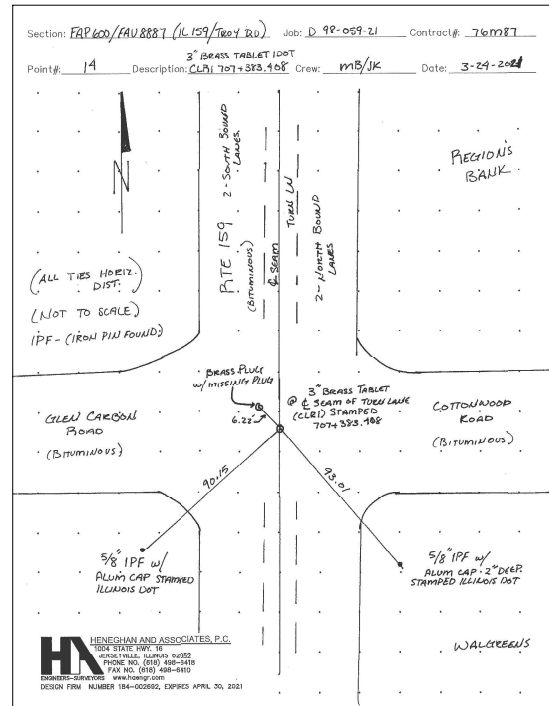 Section: FAP 600/FAU 8887 (IL 159/TROY RD) Job: D 98-059-21 Contract#: 76M87
Point#: 14 Description: 3" BRASS TABLET IDOT
CLRI 707+383.408 Crew: MB/JK Date: 3-24-2021
N
RTE 159
(BITUMINOUS)
2-SOUTH BOUND
LANES
℄ SEAM
TURN LN
2-NORTH BOUND
LANES
REGIONS
BANK
(ALL TIES HORIZ.
DIST.)
(NOT TO SCALE)
IPF - (IRON PIN FOUND)
BRASS PLUG
W/ MISSING PLUG
6.22'
3" BRASS TABLET
@ ℄ SEAM OF TURN LANE
(CLRI) STAMPED
707+383.408
GLEN CARBON
ROAD
(BITUMINOUS)
COTTONWOOD
ROAD
(BITUMINOUS)
90.15
93.01
5/8" IPF W/
ALUM CAP STAMPED
ILLINOIS DOT
5/8" IPF W/
ALUM CAP · 2" DEEP.
STAMPED ILLINOIS DOT
WALGREENS
HA
ENGINEERS-SURVEYORS
HENEGHAN AND ASSOCIATES, P.C.
1004 STATE HWY. 16
JERSEYVILLE, ILLINOIS 62052
PHONE NO. (618) 498-6418
FAX NO. (618) 498-6410
www.haengr.com
DESIGN FIRM NUMBER 184-002692, EXPIRES APRIL 30, 2021